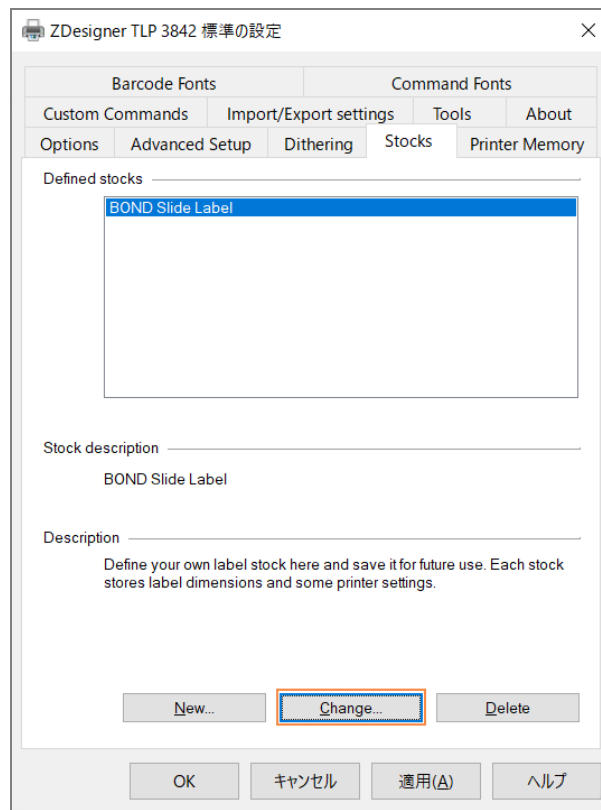 ZDesigner TLP 3842 標準の設定
Barcode Fonts
Command Fonts
Custom Commands
Import/Export settings
Tools
About
Options
Advanced Setup
Dithering
Stocks
Printer Memory
Defined stocks
BOND Slide Label
Stock description
BOND Slide Label
Description
Define your own label stock here and save it for future use. Each stock
stores label dimensions and some printer settings.
New...
Change...
Delete
OK
キャンセル
適用(A)
ヘルプ